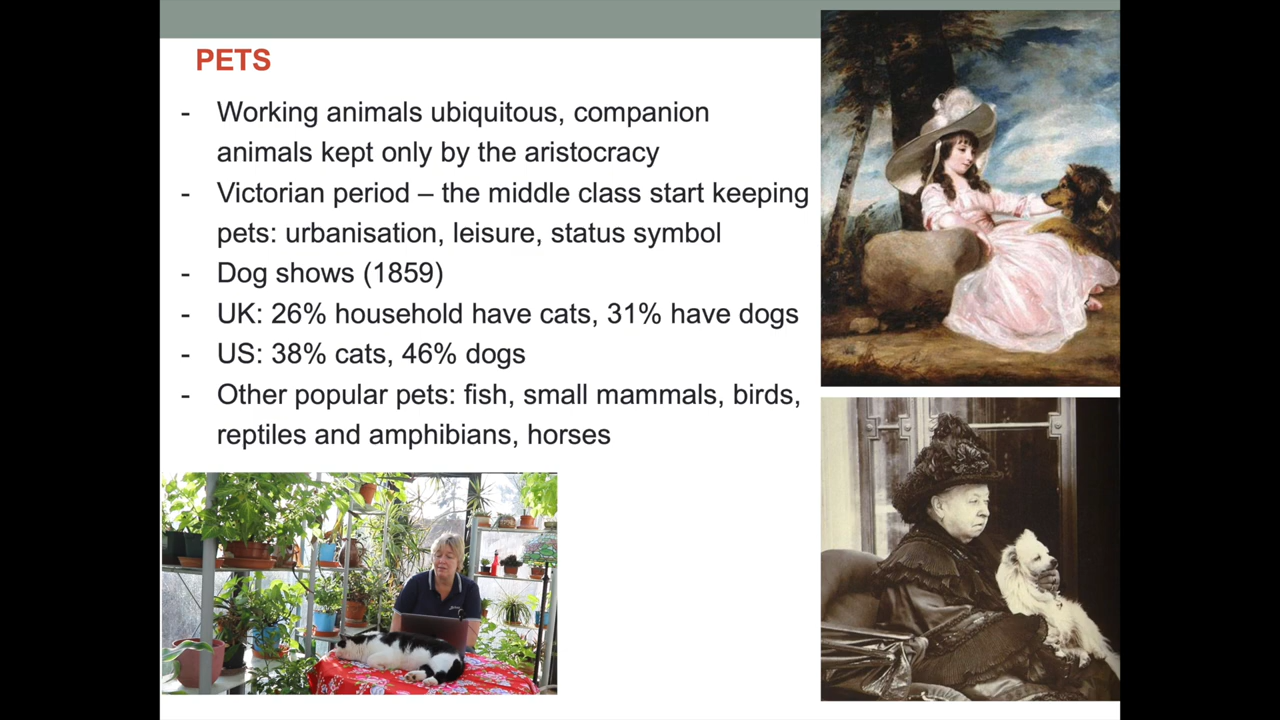 PETS
- Working animals ubiquitous, companion
animals kept only by the aristocracy
- Victorian period – the middle class start keeping
pets: urbanisation, leisure, status symbol
- Dog shows (1859)
- UK: 26% household have cats, 31% have dogs
- US: 38% cats, 46% dogs
- Other popular pets: fish, small mammals, birds,
reptiles and amphibians, horses